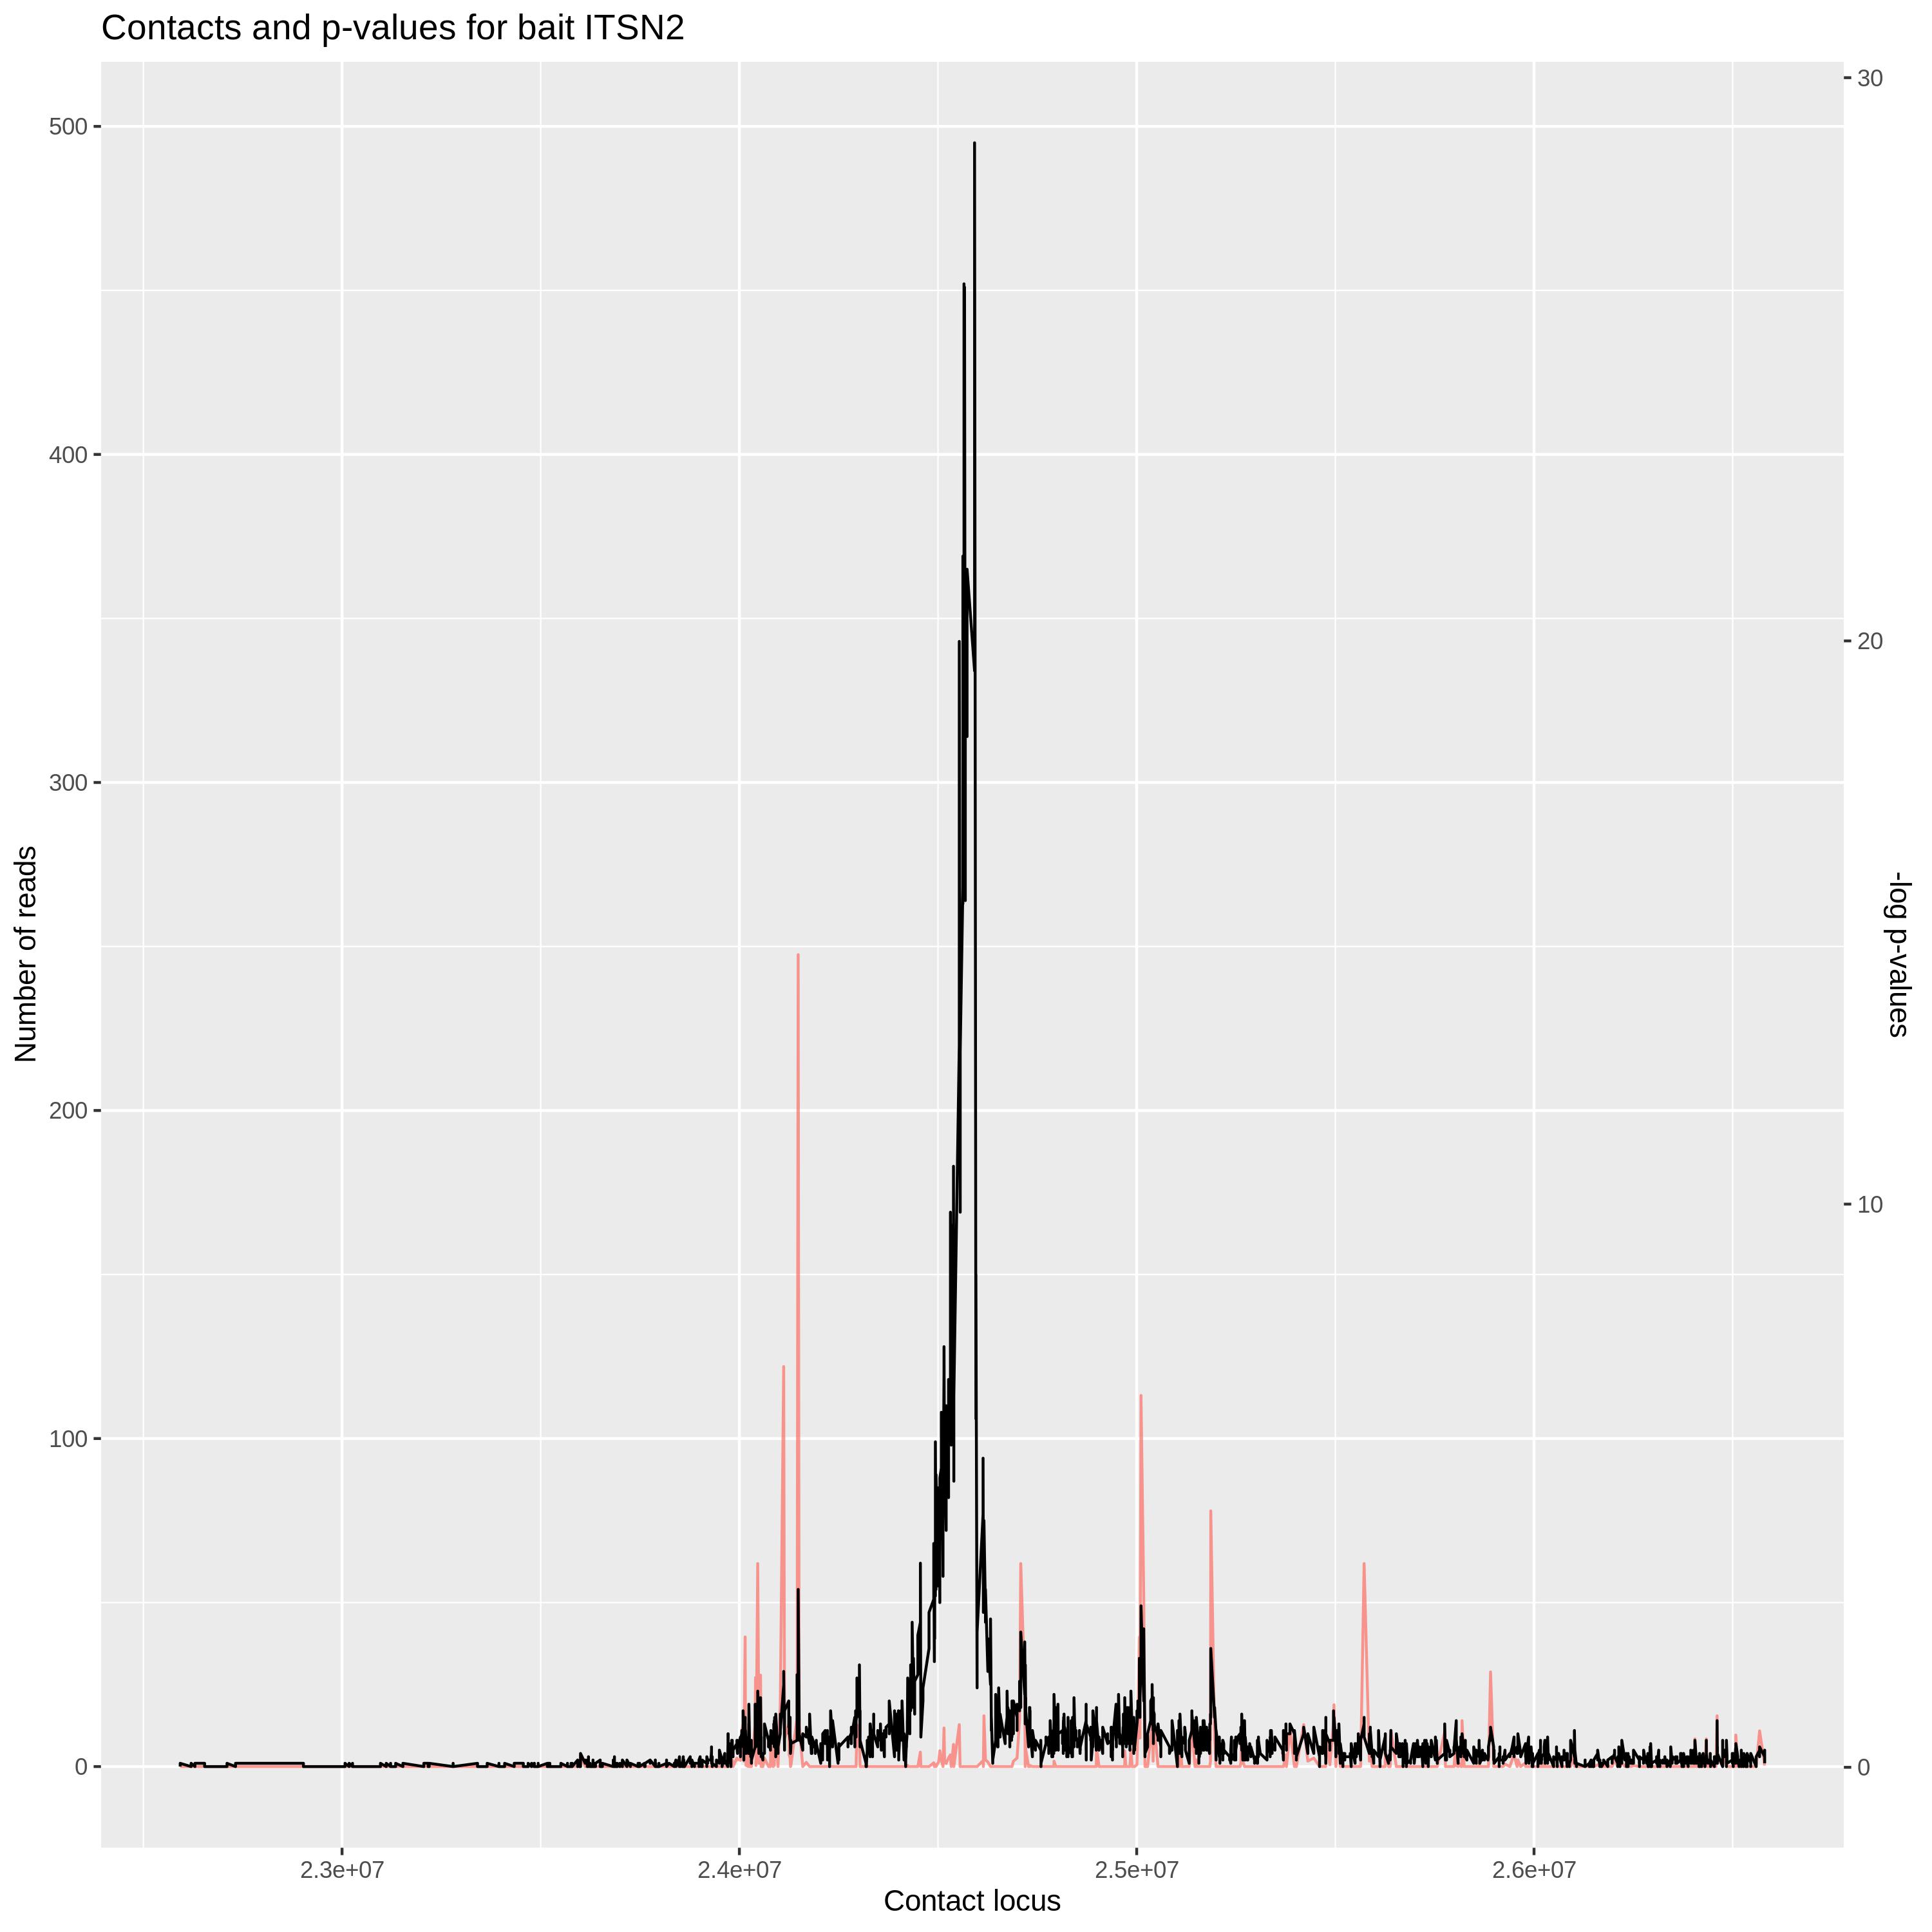 Contacts and p-values for bait ITSN2
500
400
300
200
100
0
Number of reads
30
20
10
0
-log p-values
2.3e+07
2.4e+07
2.5e+07
2.6e+07
Contact locus